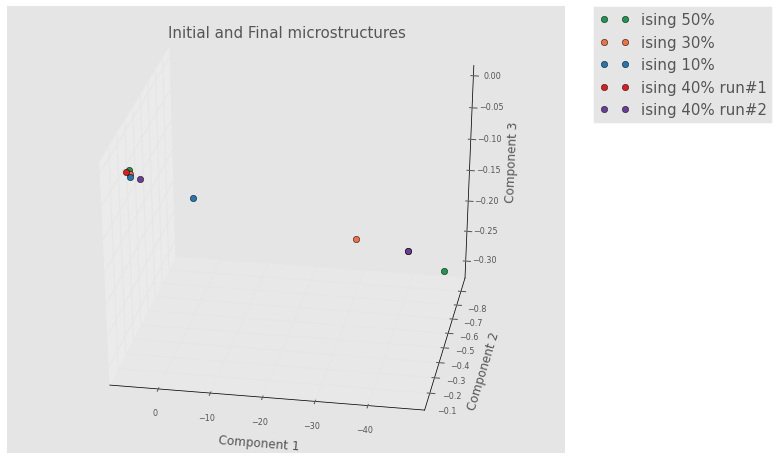 Initial and Final microstructures
ising 50%
ising 30%
ising 10%
ising 40% run#1
ising 40% run#2
0.00
−0.05
−0.10
−0.15
−0.20
−0.25
−0.30
Component 3
−0.8
−0.7
−0.6
−0.5
−0.4
−0.3
−0.2
−0.1
Component 2
0
−10
−20
−30
−40
Component 1